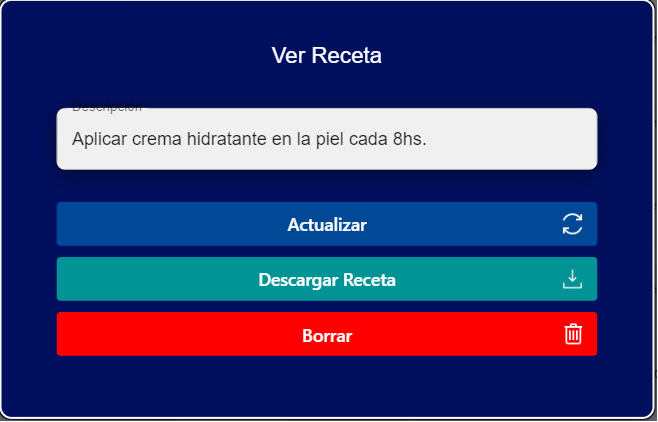 Ver Receta
Descripción
Aplicar crema hidratante en la piel cada 8hs.
Actualizar
Descargar Receta
Borrar